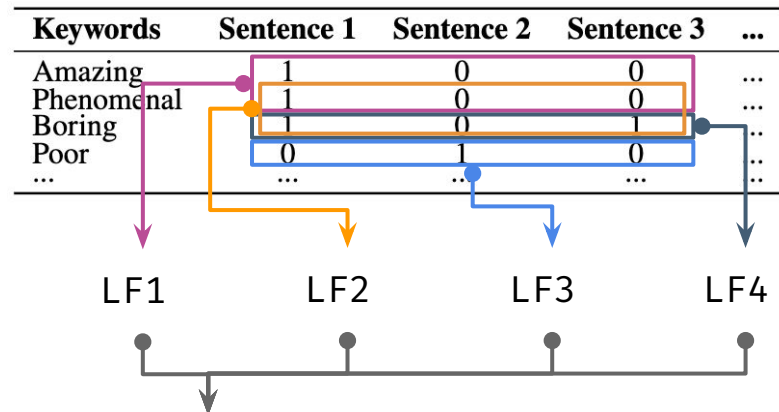 Keywords Sentence 1 Sentence 2 Sentence 3 ...
Amazing 1 0 0 ...
Phenomenal 1 0 0 ...
Boring 1 0 1 ...
Poor 0 1 0 ...
... ... ... ... ...
LF1 LF2 LF3 LF4